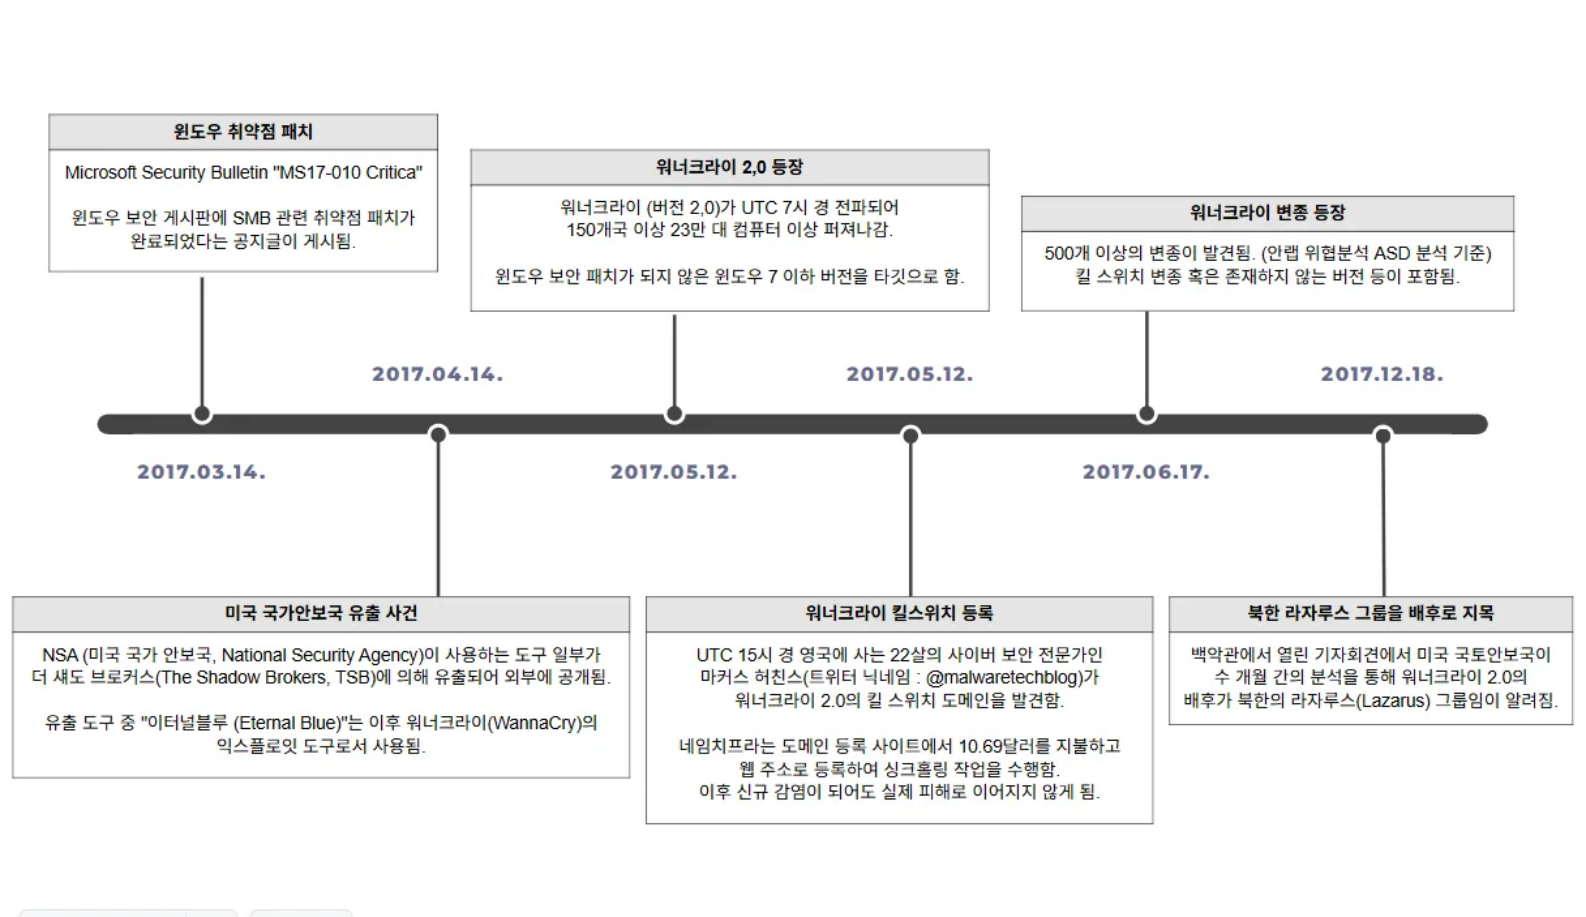 윈도우 취약점 패치
Microsoft Security Bulletin "MS17-010 Critica"
윈도우 보안 게시판에 SMB 관련 취약점 패치가
완료되었다는 공지글이 게시됨.
워너크라이 2,0 등장
워너크라이 (버전 2,0)가 UTC 7시 경 전파되어
150개국 이상 23만 대 컴퓨터 이상 퍼져나감.
윈도우 보안 패치가 되지 않은 윈도우 7 이하 버전을 타깃으로 함.
워너크라이 변종 등장
500개 이상의 변종이 발견됨. (안랩 위협분석 ASD 분석 기준)
킬 스위치 변종 혹은 존재하지 않는 버전 등이 포함됨.
2017.04.14.
2017.05.12.
2017.12.18.
2017.03.14.
2017.05.12.
2017.06.17.
미국 국가안보국 유출 사건
NSA (미국 국가 안보국, National Security Agency)이 사용하는 도구 일부가
더 섀도 브로커스(The Shadow Brokers, TSB)에 의해 유출되어 외부에 공개됨.
유출 도구 중 "이터널블루 (Eternal Blue)"는 이후 워너크라이(WannaCry)의
익스플로잇 도구로서 사용됨.
워너크라이 킬스위치 등록
UTC 15시 경 영국에 사는 22살의 사이버 보안 전문가인
마커스 허친스(트위터 닉네임 : @malwaretechblog)가
워너크라이 2.0의 킬 스위치 도메인을 발견함.
네임치프라는 도메인 등록 사이트에서 10.69달러를 지불하고
웹 주소로 등록하여 싱크홀링 작업을 수행함.
이후 신규 감염이 되어도 실제 피해로 이어지지 않게 됨.
북한 라자루스 그룹을 배후로 지목
백악관에서 열린 기자회견에서 미국 국토안보국이
수 개월 간의 분석을 통해 워너크라이 2.0의
배후가 북한의 라자루스(Lazarus) 그룹임이 알려짐.